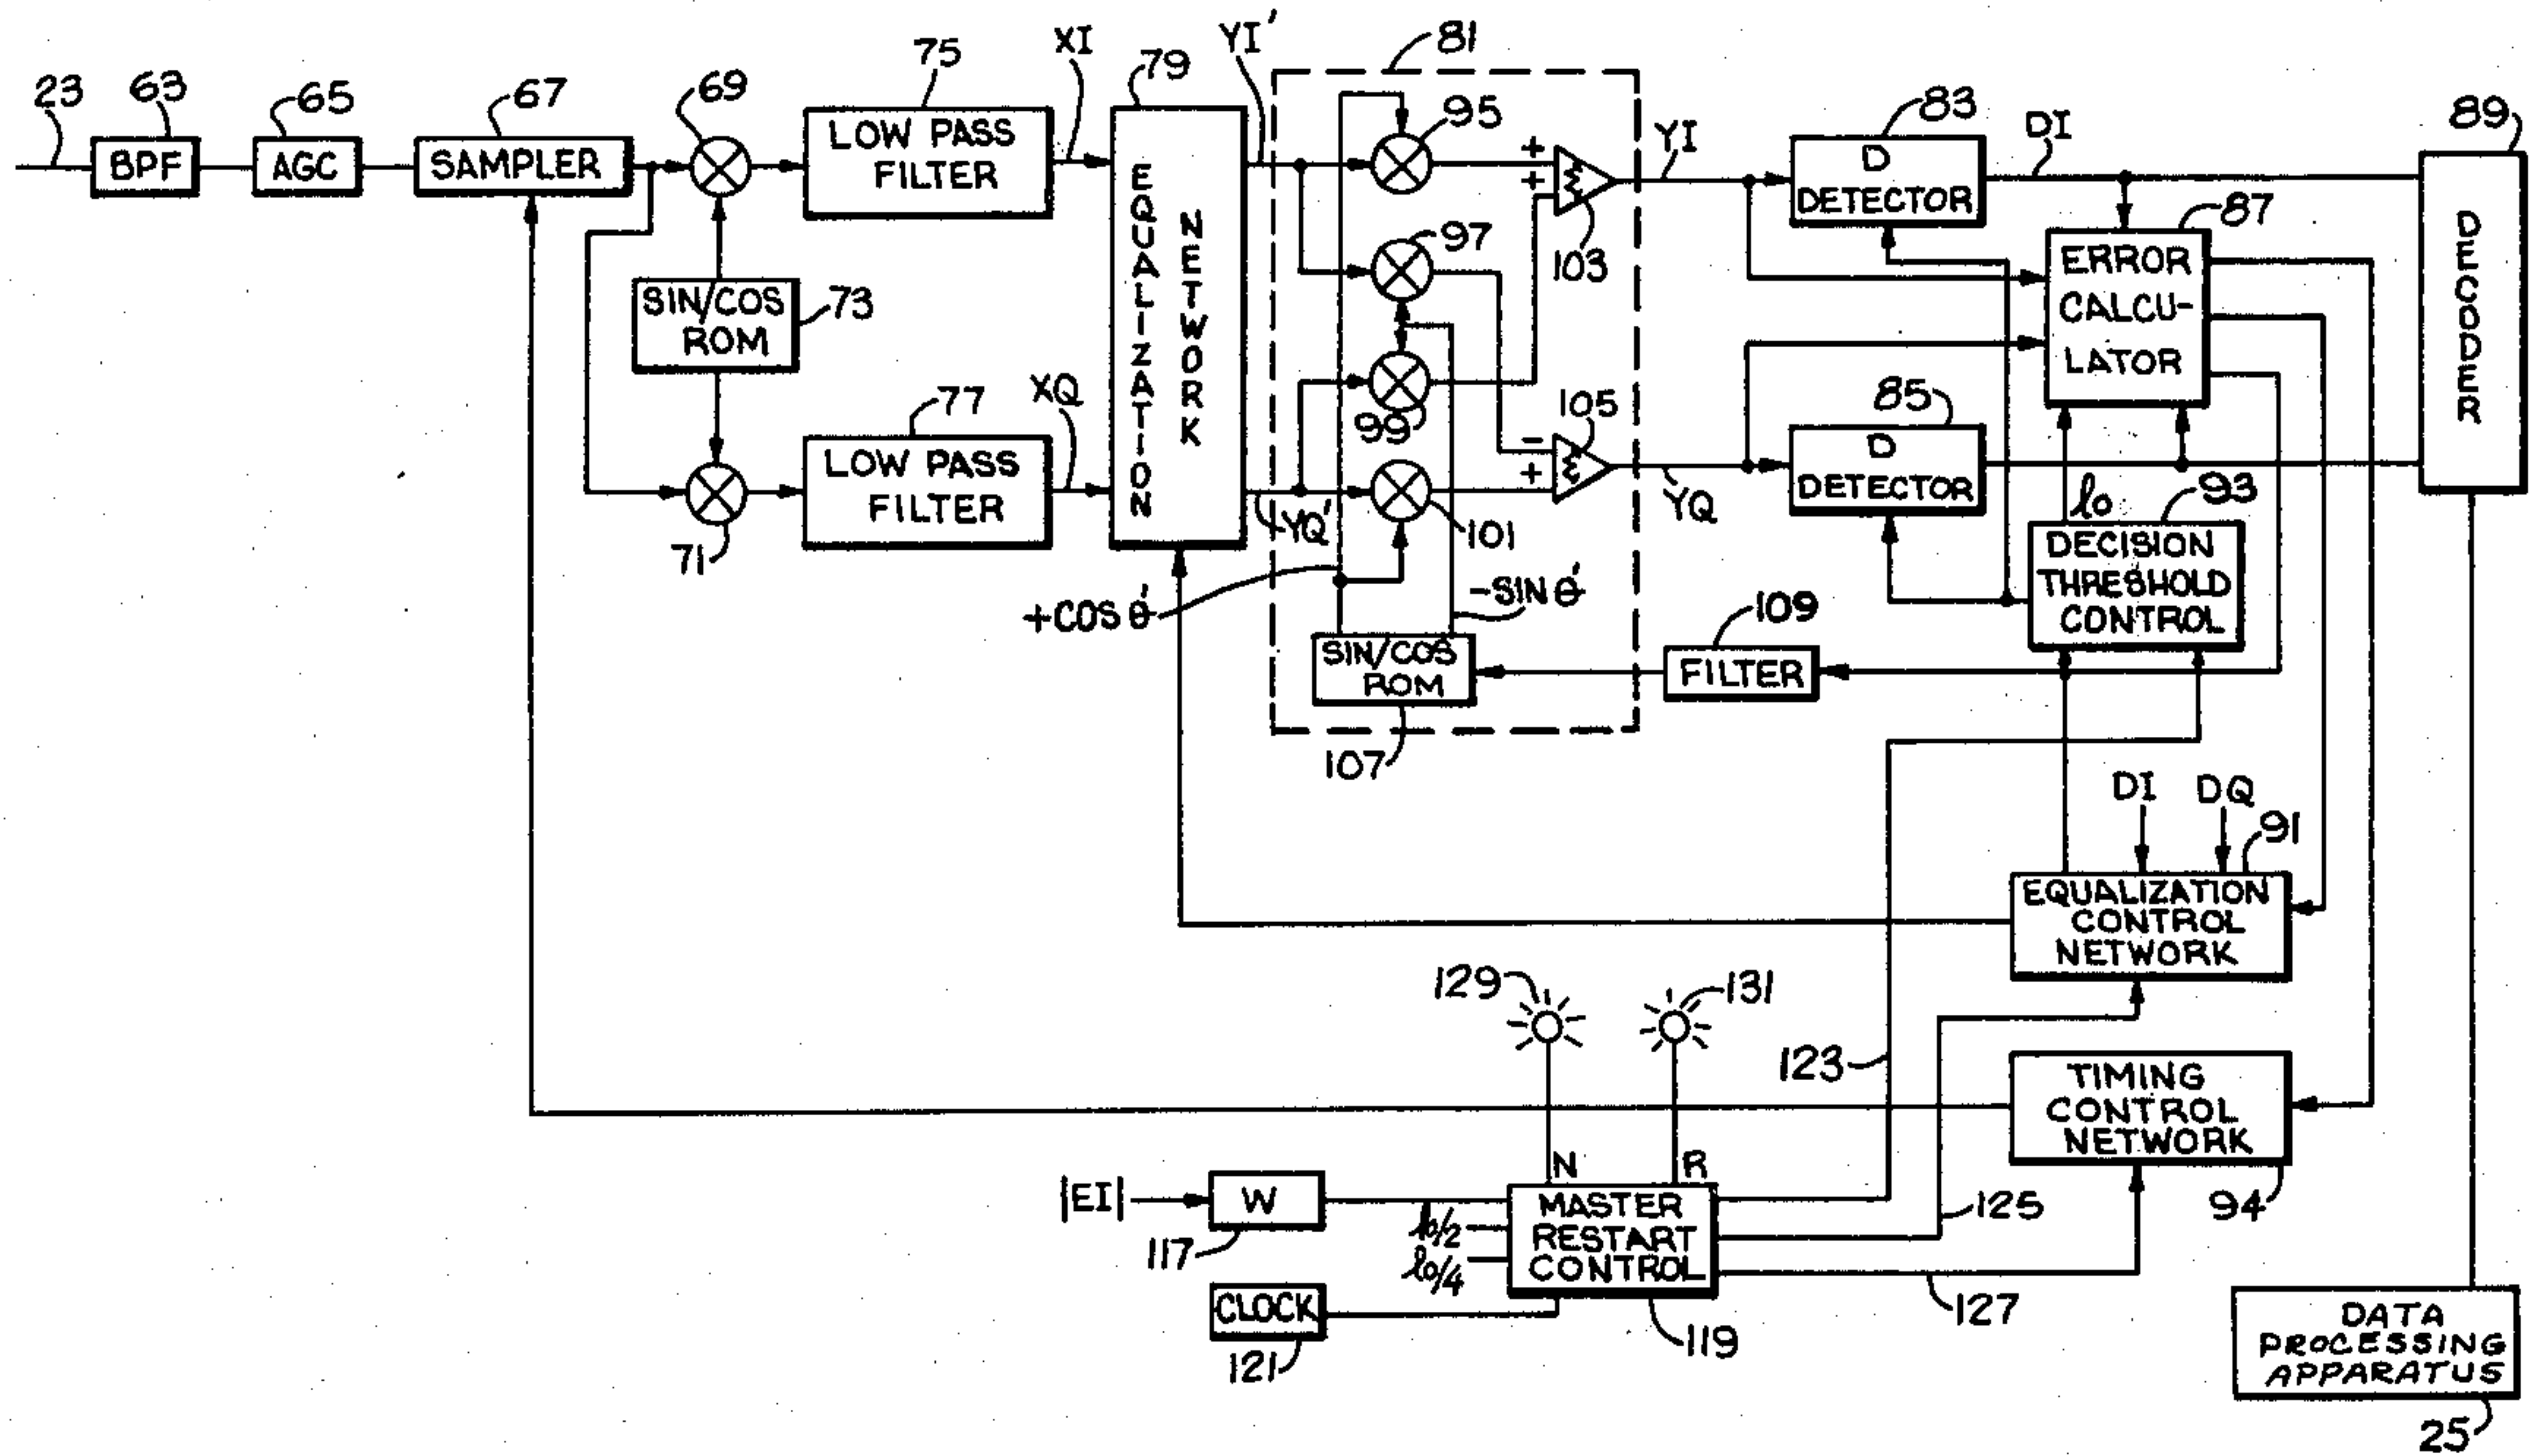 23
63
65
67
69
75
XI
79
YI'
81
83
DI
89
BPF
AGC
SAMPLER
LOW PASS
FILTER
EQUALIZATION
NETWORK
95
+
+
103
YI
D
DETECTOR
87
ERROR
CALCU-
LATOR
DECODER
SIN/COS
ROM
73
97
99
77
XQ
LOW PASS
FILTER
71
YQ'
101
-
+
105
YQ
85
D
DETECTOR
lo
93
DECISION
THRESHOLD
CONTROL
+COS θ'
-SIN θ'
SIN/COS
ROM
107
109
FILTER
DI
DQ
91
EQUALIZATION
CONTROL
NETWORK
129
131
123
TIMING
CONTROL
NETWORK
94
125
N
R
|EI|
W
117
lo/2
lo/4
MASTER
RESTART
CONTROL
119
127
CLOCK
121
DATA
PROCESSING
APPARATUS
25